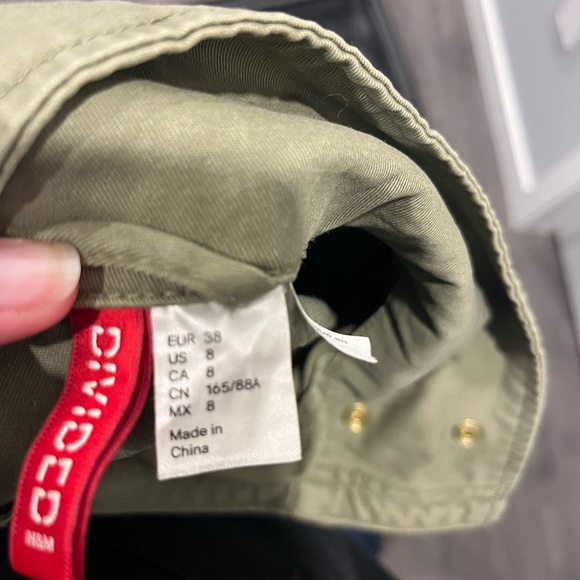 EUR 38
US 8
CA 8
CN 165/88A
MX 8
Made in
China
DIVIDED
H&M